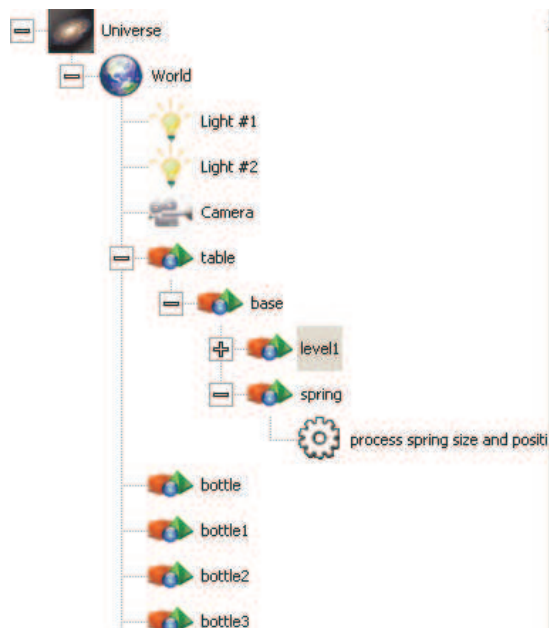 Universe
World
Light #1
Light #2
Camera
table
base
level1
spring
process spring size and positi
bottle
bottle1
bottle2
bottle3